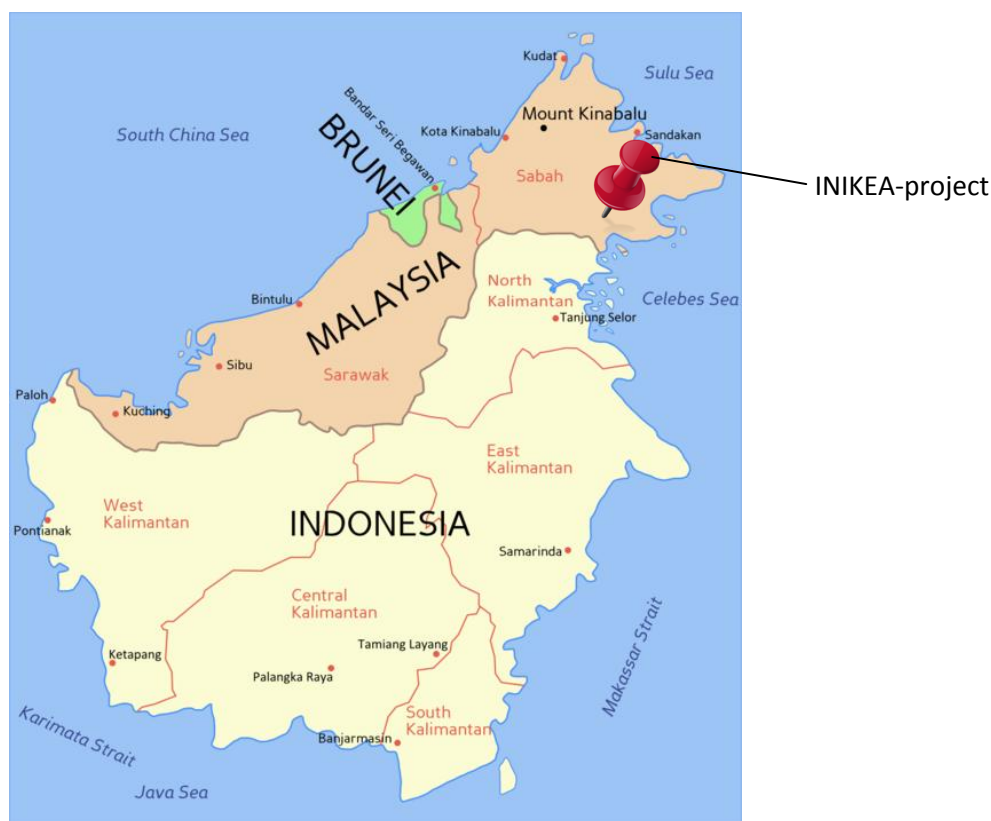 Kudat
Sulu Sea
Mount Kinabalu
South China Sea
Bandar Seri Begawan
BRUNEI
Kota Kinabalu
Sandakan
Sabah
INIKEA-project
MALAYSIA
North
Kalimantan
Celebes Sea
Bintulu
Tanjung Selor
Sibu
Sarawak
Paloh
Kuching
East
Kalimantan
West
Kalimantan
INDONESIA
Pontianak
Samarinda
Central
Kalimantan
Makassar Strait
Tamiang Layang
Ketapang
Palangka Raya
South
Kalimantan
Karimata Strait
Banjarmasin
Java Sea